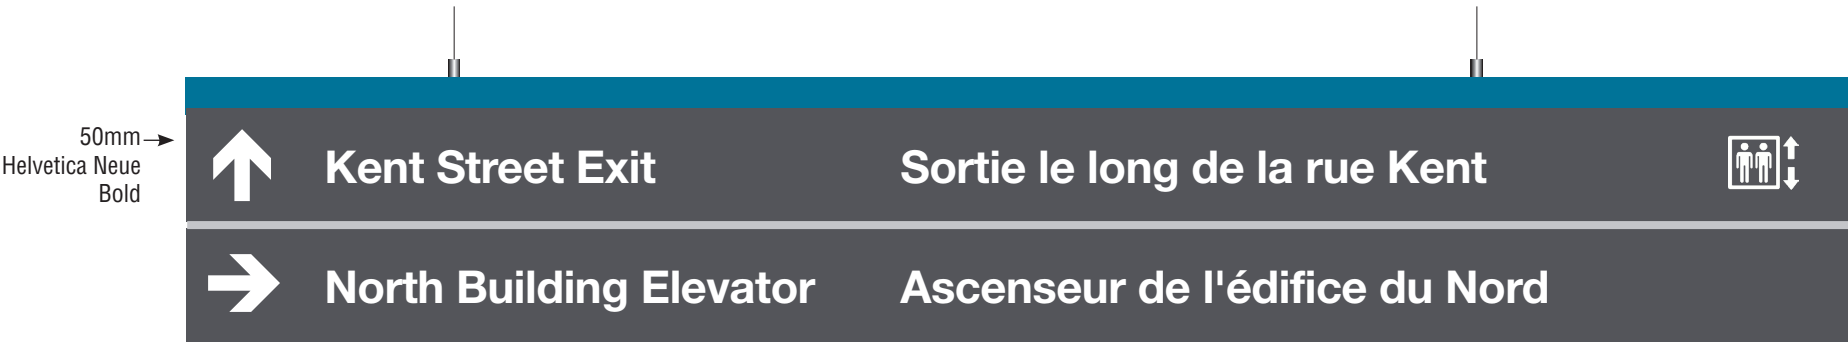 50mm
Helvetica Neue
Bold
Kent Street Exit
Sortie le long de la rue Kent
North Building Elevator
Ascenseur de l'édifice du Nord